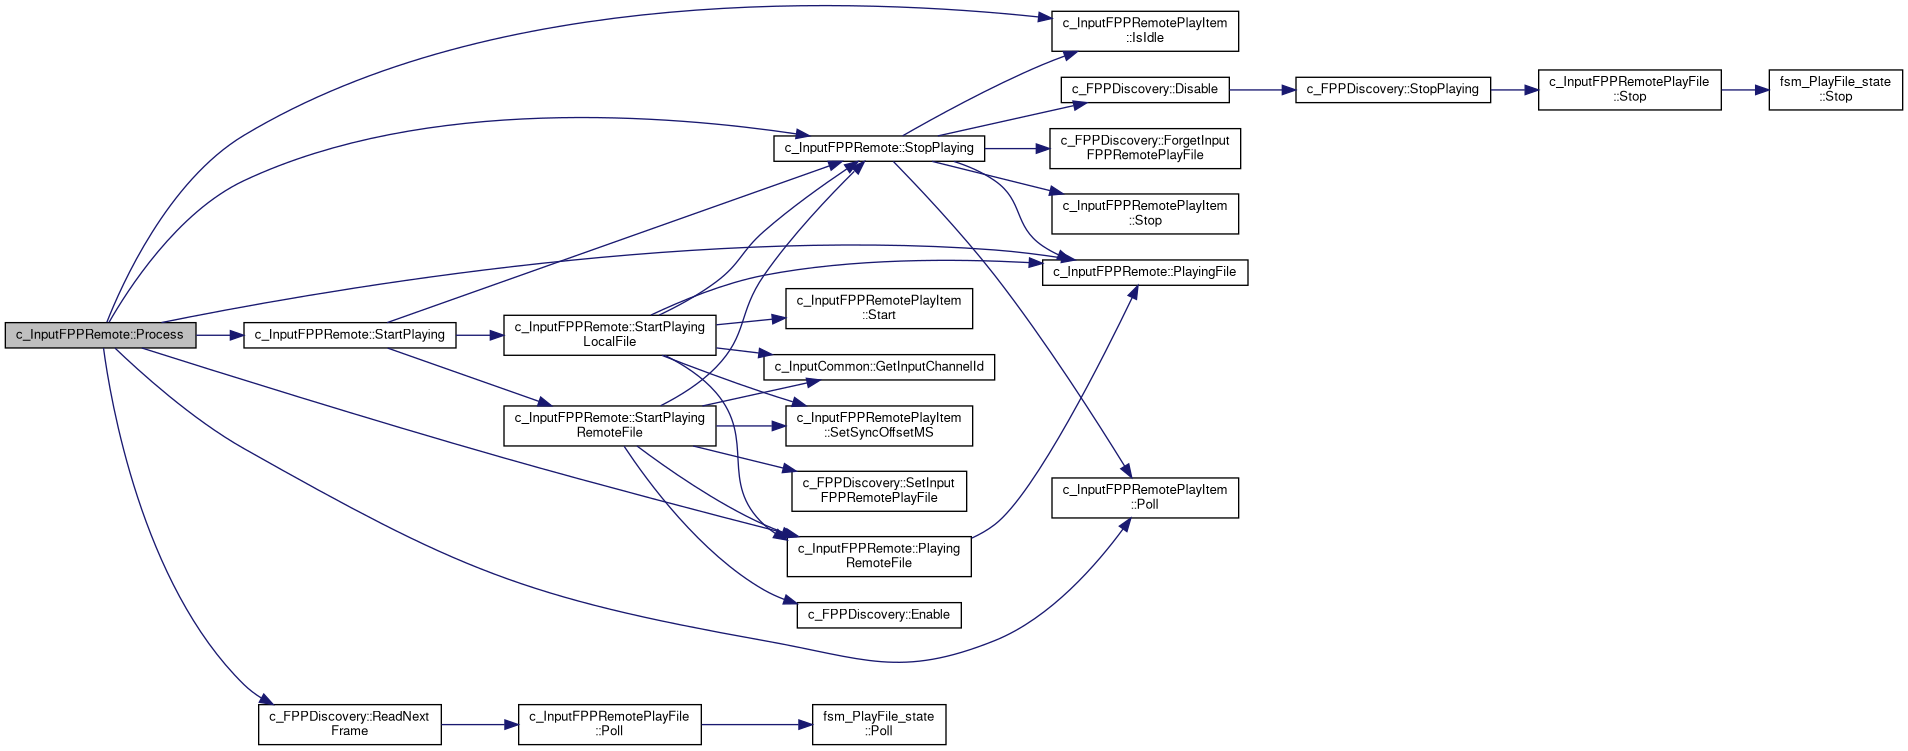 c_InputFPPRemotePlayItem
::IsIdle
c_FPPDiscovery::Disable
c_FPPDiscovery::StopPlaying
c_InputFPPRemotePlayFile
::Stop
fsm_PlayFile_state
::Stop
c_InputFPPRemote::StopPlaying
c_FPPDiscovery::ForgetInput
FPPRemotePlayFile
c_InputFPPRemotePlayItem
::Stop
c_InputFPPRemote::PlayingFile
c_InputFPPRemotePlayItem
::Start
c_InputFPPRemote::Process
c_InputFPPRemote::StartPlaying
c_InputFPPRemote::StartPlaying
LocalFile
c_InputCommon::GetInputChannelId
c_InputFPPRemote::StartPlaying
RemoteFile
c_InputFPPRemotePlayItem
::SetSyncOffsetMS
c_FPPDiscovery::SetInput
FPPRemotePlayFile
c_InputFPPRemotePlayItem
::Poll
c_InputFPPRemote::Playing
RemoteFile
c_FPPDiscovery::Enable
c_FPPDiscovery::ReadNext
Frame
c_InputFPPRemotePlayFile
::Poll
fsm_PlayFile_state
::Poll